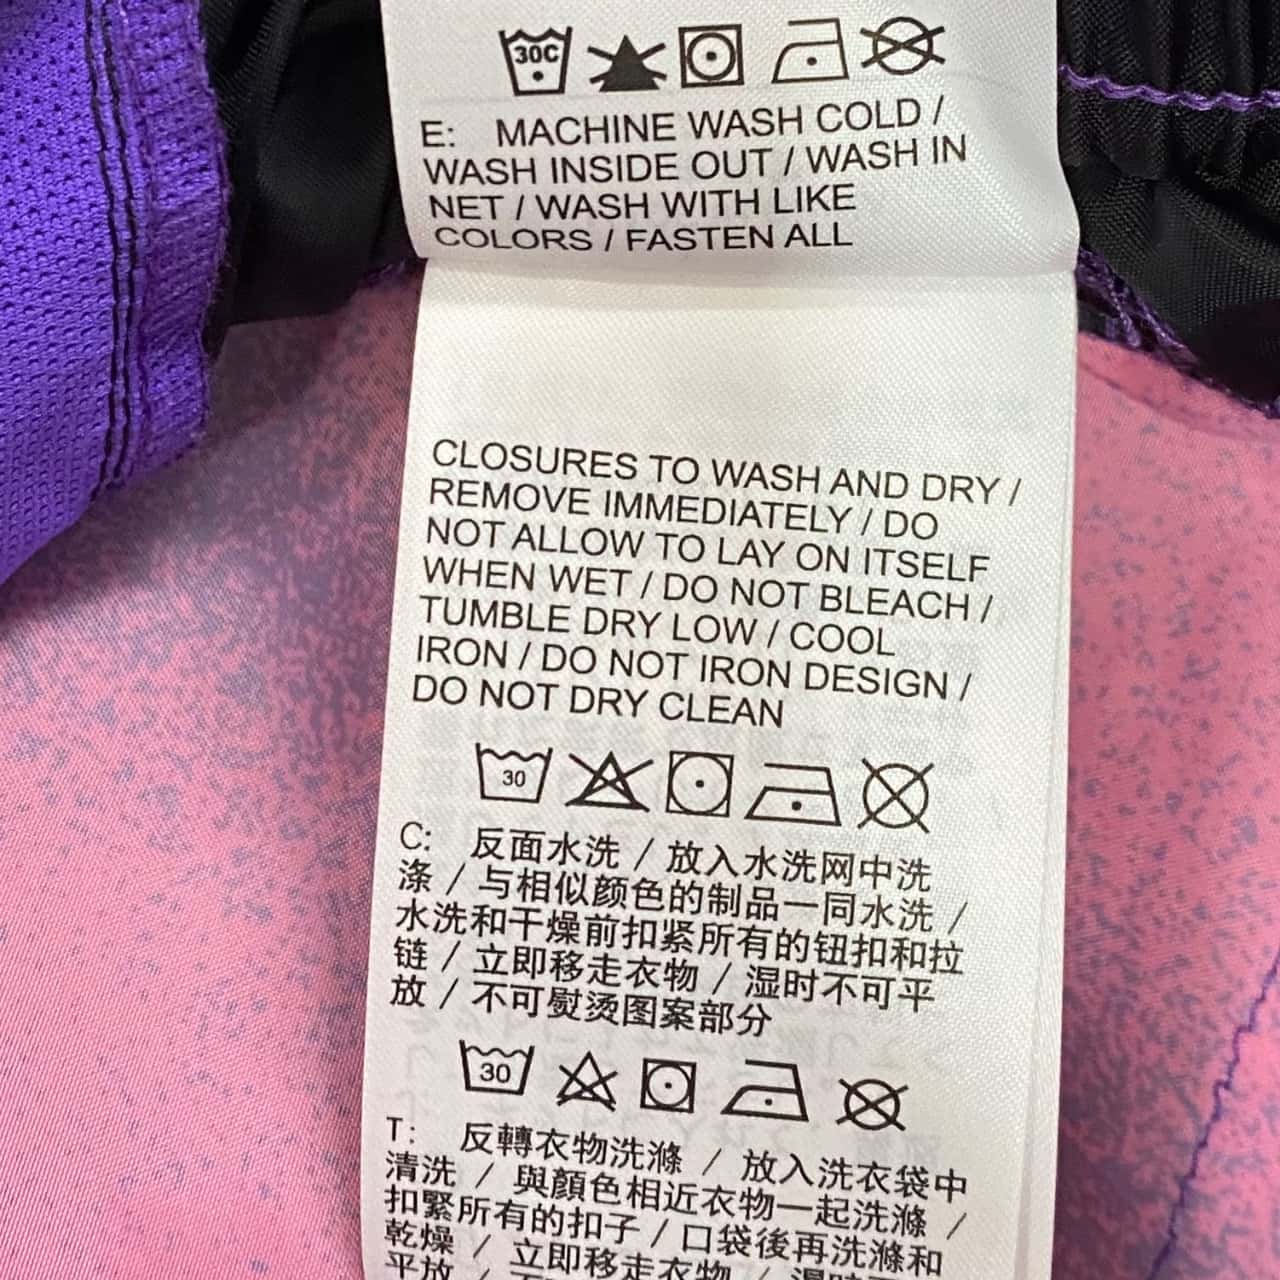 30C
E: MACHINE WASH COLD /
WASH INSIDE OUT / WASH IN
NET / WASH WITH LIKE
COLORS / FASTEN ALL
CLOSURES TO WASH AND DRY /
REMOVE IMMEDIATELY / DO
NOT ALLOW TO LAY ON ITSELF
WHEN WET / DO NOT BLEACH /
TUMBLE DRY LOW / COOL
IRON / DO NOT IRON DESIGN /
DO NOT DRY CLEAN
30
C: 反面水洗 / 放入水洗网中洗
涤 / 与相似颜色的制品一同水洗 /
水洗和干燥前扣紧所有的钮扣和拉
链 / 立即移走衣物 / 湿时不可平
放 / 不可熨烫图案部分
30
T: 反轉衣物洗滌 / 放入洗衣袋中
清洗 / 與顏色相近衣物一起洗滌 /
扣緊所有的扣子 / 口袋後再洗滌和
乾燥 / 立即移走衣物 / 濕時
平放 /